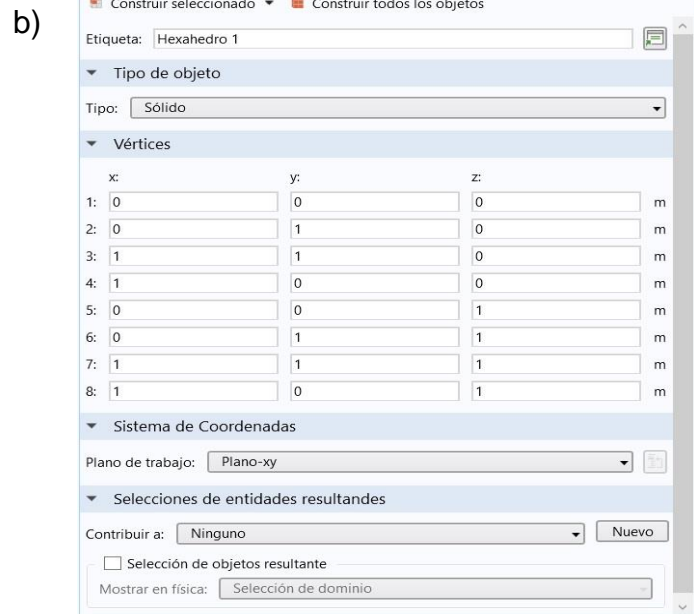 b)
Construir seleccionado Construir todos los objetos
Etiqueta: Hexahedro 1
Tipo de objeto
Tipo: Sólido
Vértices
x: y: z:
1: 0 0 0 m
2: 0 1 0 m
3: 1 1 0 m
4: 1 0 0 m
5: 0 0 1 m
6: 0 1 1 m
7: 1 1 1 m
8: 1 0 1 m
Sistema de Coordenadas
Plano de trabajo: Plano-xy
Selecciones de entidades resultandes
Contribuir a: Ninguno Nuevo
Selección de objetos resultante
Mostrar en física: Selección de dominio